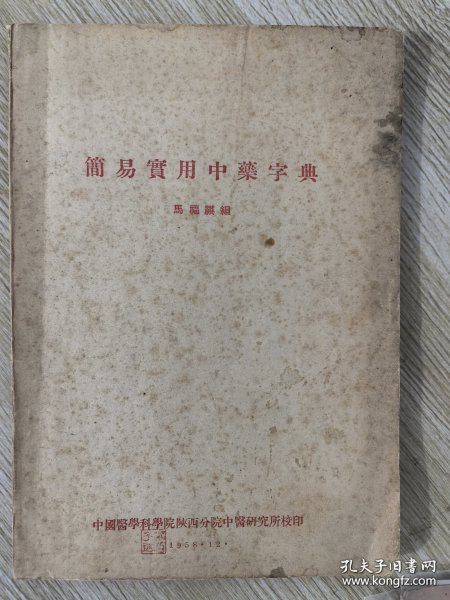 簡易實用中藥字典
馬福祺編
中國醫學科學院陝西分院中醫研究所校印
1958·12·
孔夫子旧书网
kongfz.com